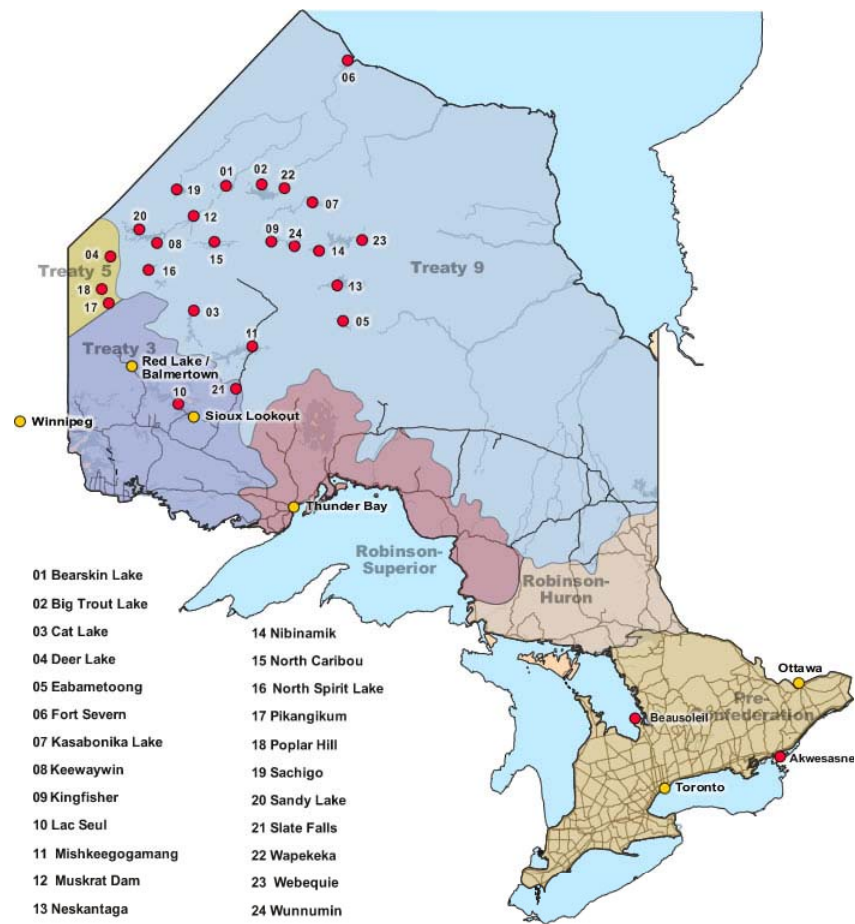 06
01
02
22
19
07
12
20
09
24
23
08
15
14
04
Treaty 5
16
Treaty 9
13
18
17
03
05
Treaty 3
11
Red Lake /
Balmertown
21
10
Sioux Lookout
Winnipeg
Thunder Bay
Robinson-
Superior
Robinson-
Huron
Ottawa
Pre-
Confederation
Beausoleil
Akwesasne
Toronto
01 Bearskin Lake
02 Big Trout Lake
03 Cat Lake
04 Deer Lake
05 Eabametoong
06 Fort Severn
07 Kasabonika Lake
08 Keewaywin
09 Kingfisher
10 Lac Seul
11 Mishkeegogamang
12 Muskrat Dam
13 Neskantaga
14 Nibinamik
15 North Caribou
16 North Spirit Lake
17 Pikangikum
18 Poplar Hill
19 Sachigo
20 Sandy Lake
21 Slate Falls
22 Wapekeka
23 Webequie
24 Wunnumin